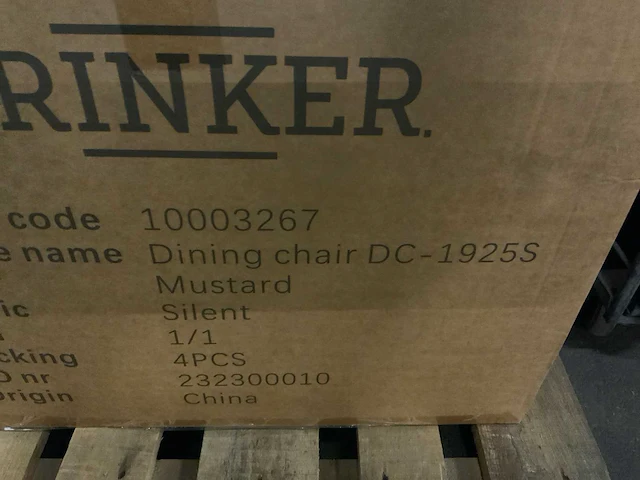 RINKER.
code 10003267
e name Dining chair DC-1925S
Mustard
ic Silent
1/1
cking 4PCS
O nr 232300010
origin China